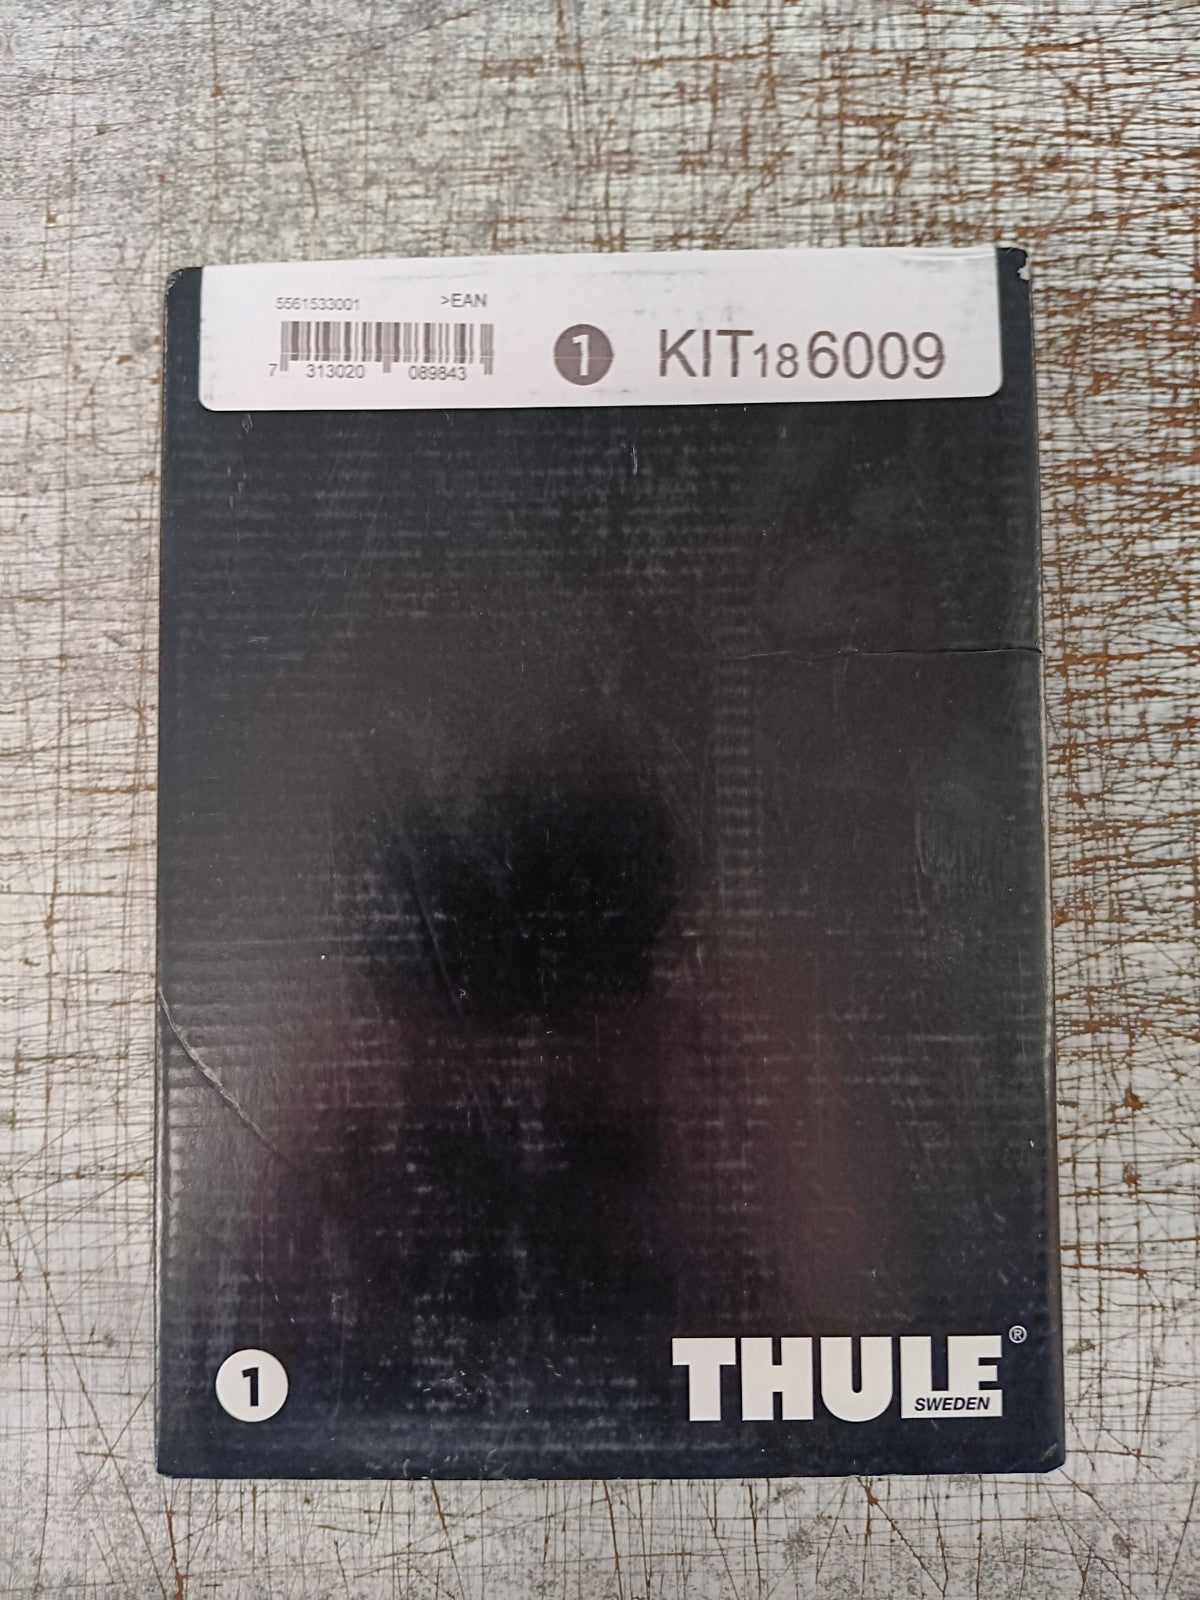 5561533001 >EAN
7 313020 089843
1 KIT 18 6009
1
THULE®
SWEDEN